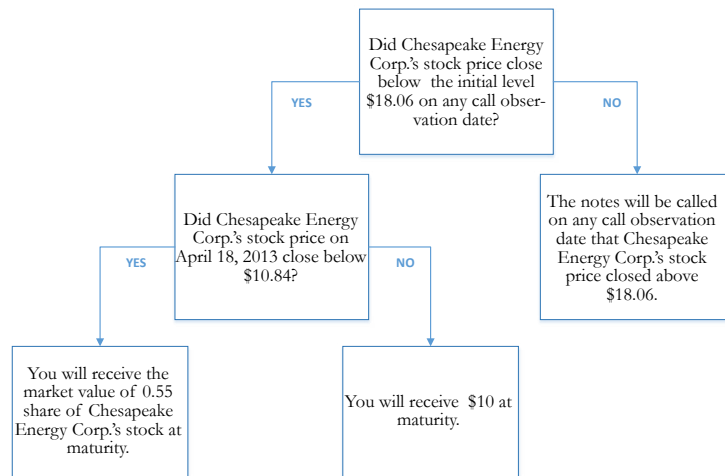 Did Chesapeake Energy
Corp.'s stock price close
below the initial level
$18.06 on any call obser-
vation date?
YES
NO
Did Chesapeake Energy
Corp.'s stock price on
April 18, 2013 close below
$10.84?
The notes will be called
on any call observation
date that Chesapeake
Energy Corp.'s stock
price closed above
$18.06.
YES
NO
You will receive the
market value of 0.55
share of Chesapeake
Energy Corp.'s stock at
maturity.
You will receive $10 at
maturity.